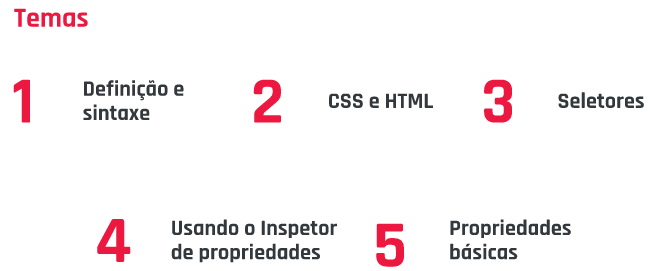 Temas
1
Definição e
sintaxe
2
CSS e HTML
3
Seletores
4
Usando o Inspetor
de propriedades
5
Propriedades
básicas